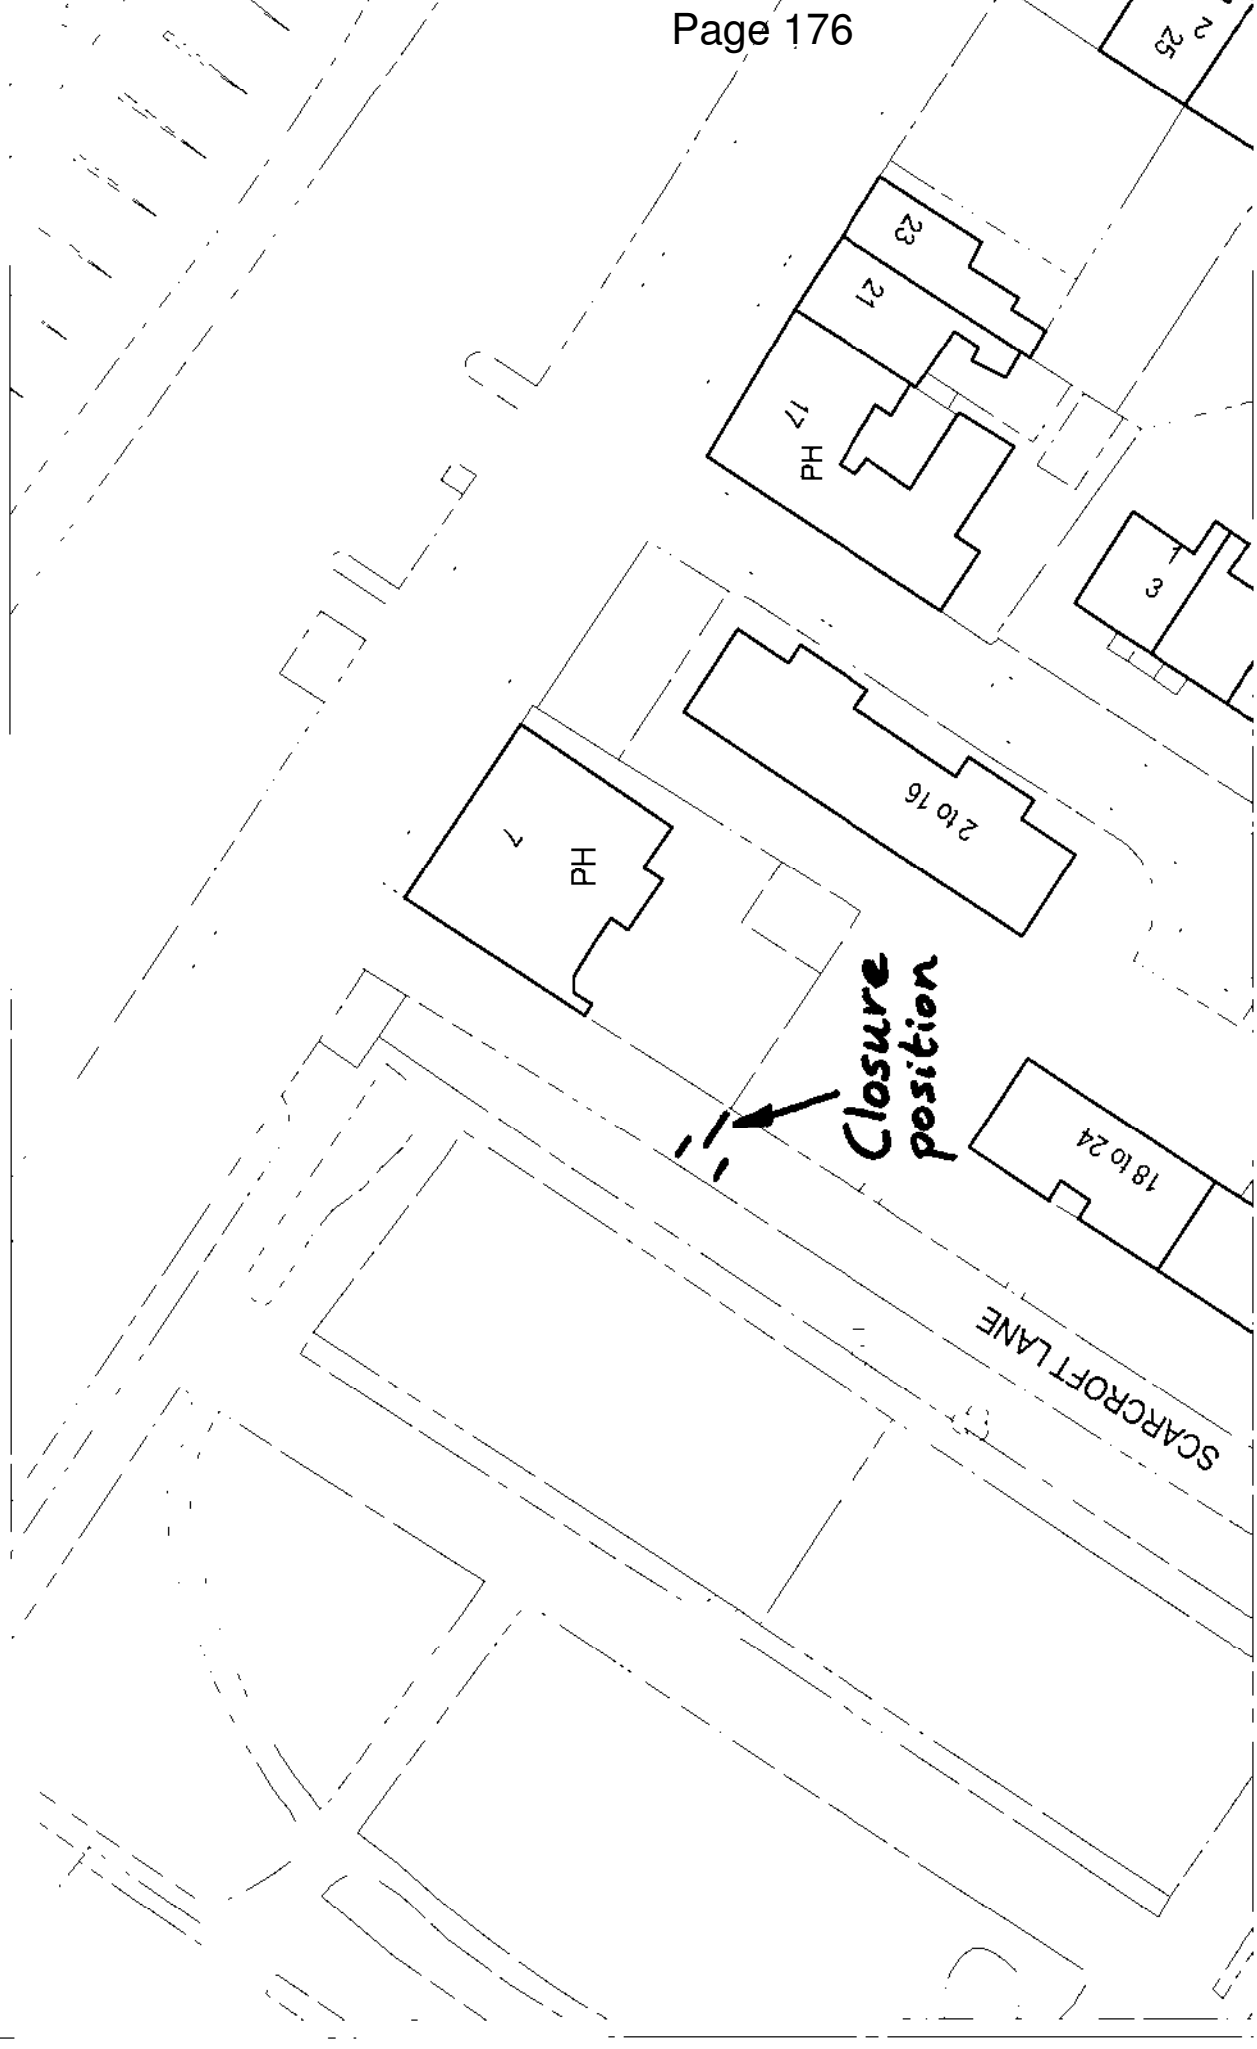 Page 176
2
25
23
21
17
PH
3
2 to 16
7
PH
Closure
position
18 to 24
SCARCROFT LANE